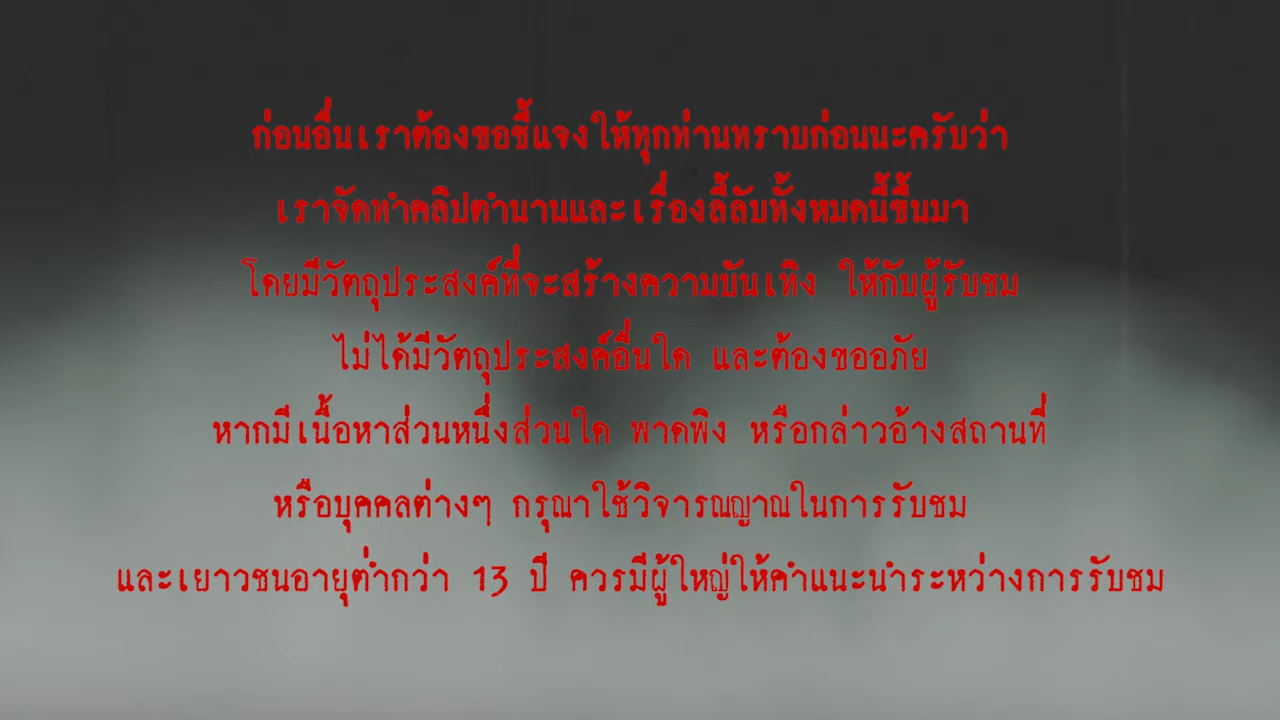 ก่อนอื่นเราต้องขอชี้แจงให้ทุกท่านทราบก่อนนะครับว่า
เราจัดทำคลิปตำนานและเรื่องลี้ลับทั้งหมดนี้ขึ้นมา
โดยมีวัตถุประสงค์ที่จะสร้างความบันเทิง ให้กับผู้รับชม
ไม่ได้มีวัตถุประสงค์อื่นใด และต้องขออภัย
หากมีเนื้อหาส่วนหนึ่งส่วนใด พาดพิง หรือกล่าวอ้างสถานที่
หรือบุคคลต่างๆ กรุณาใช้วิจารณญาณในการรับชม
และเยาวชนอายุต่ำกว่า 13 ปี ควรมีผู้ใหญ่ให้คำแนะนำระหว่างการรับชม